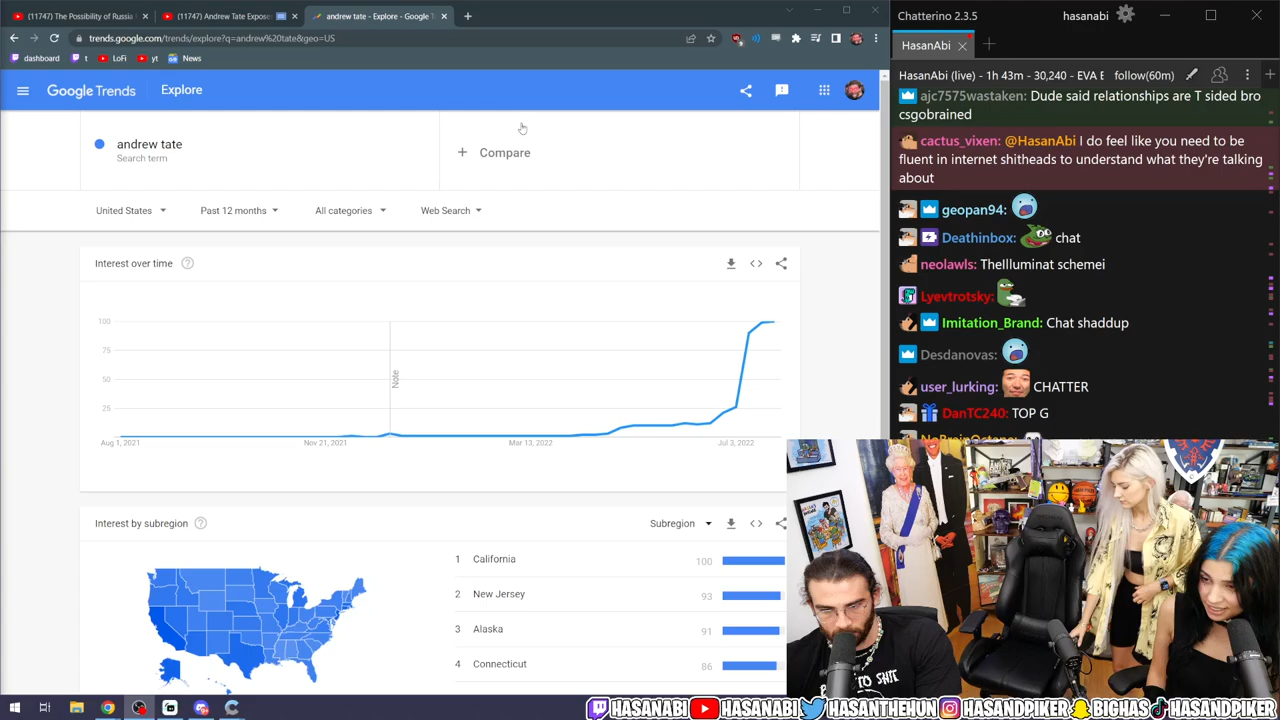 (11747) The Possibility of Russia
(11747) Andrew Tate Expose
andrew tate - Explore - Google T
trends.google.com/trends/explore?q=andrew%20tate&geo=US
dashboard
t
LoFi
yt
News
Google Trends
Explore
andrew tate
Search term
+ Compare
United States
Past 12 months
All categories
Web Search
Interest over time
100
75
50
25
Note
Aug 1, 2021
Nov 21, 2021
Mar 13, 2022
Jul 3, 2022
Interest by subregion
Subregion
1 California 100
2 New Jersey 93
3 Alaska 91
4 Connecticut 86
Chatterino 2.3.5
hasanabi
HasanAbi
HasanAbi (live) - 1h 43m - 30,240 - EVA E
follow(60m)
ajc7575wastaken: Dude said relationships are T sided bro
csgobrained
cactus_vixen: @HasanAbi I do feel like you need to be
fluent in internet shitheads to understand what they're talking
about
geopan94:
Deathinbox: chat
neolawls: Thellluminat schemei
Lyevtrotsky:
Imitation_Brand: Chat shaddup
Desdanovas:
user_lurking: CHATTER
DanTC240: TOP G
HASANABI
HASANABI
HASANTHEHUN
HASANDPIKER
BIGHAS
HASANDPIKER